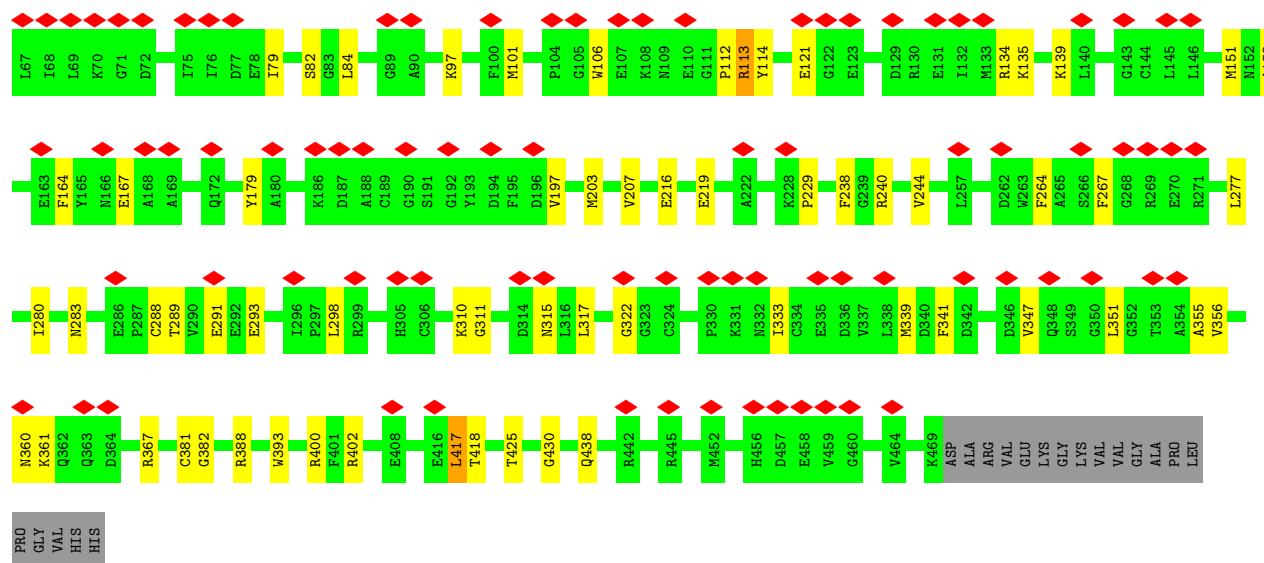 L67 I68 L69 K70 G71 D72 I75 I76 D77 E78 I79 S82 G83 L84 G89 A90 K97 F100 M101 P104 G105 W106 E107 K108 N109 E110 G111 P112 R113 Y114 E121 G122 E123 D129 R130 E131 I132 M133 R134 K135 K139 L140 G143 C144 L145 L146 M151 N152
E163 F164 Y165 N166 E167 A168 A169 Q172 Y179 A180 K186 D187 A188 C189 G190 S191 G192 Y193 D194 F195 D196 V197 M203 V207 E216 E219 A222 K228 P229 F238 G239 R240 V244 L257 D262 W263 F264 A265 S266 F267 G268 R269 E270 R271 L277
I280 N283 E286 P287 C288 T289 V290 E291 E292 E293 I296 P297 L298 R299 H305 C306 K310 G311 D314 N315 L316 L317 G322 G323 C324 P330 K331 N332 I333 C334 E335 D336 V337 L338 M339 D340 F341 D342 D346 V347 Q348 S349 G350 L351 G352 T353 A354 A355 V356
N360 K361 Q362 Q363 D364 R367 C381 G382 R388 W393 R400 F401 R402 E408 E416 L417 T418 T425 G430 Q438 R442 R445 M452 H456 D457 E458 V459 G460 V464 K469 ASP ALA ARG VAL GLU LYS GLY LYS VAL VAL GLY ALA PRO LEU
PRO GLY VAL HIS HIS